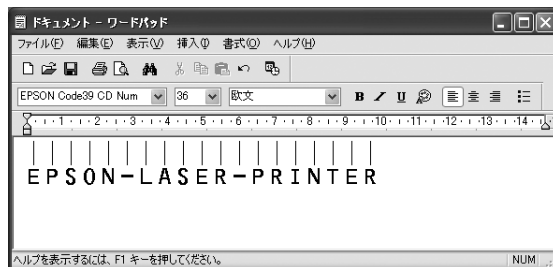 ドキュメント - ワードパッド
ファイル(F) 編集(E) 表示(V) 挿入(I) 書式(O) ヘルプ(H)
EPSON Code39 CD Num 36 欧文 B / U
1 2 3 4 5 6 7 8 9 10 11 12 13 14
EPSON-LASER-PRINTER
ヘルプを表示するには、F1 キーを押してください。 NUM